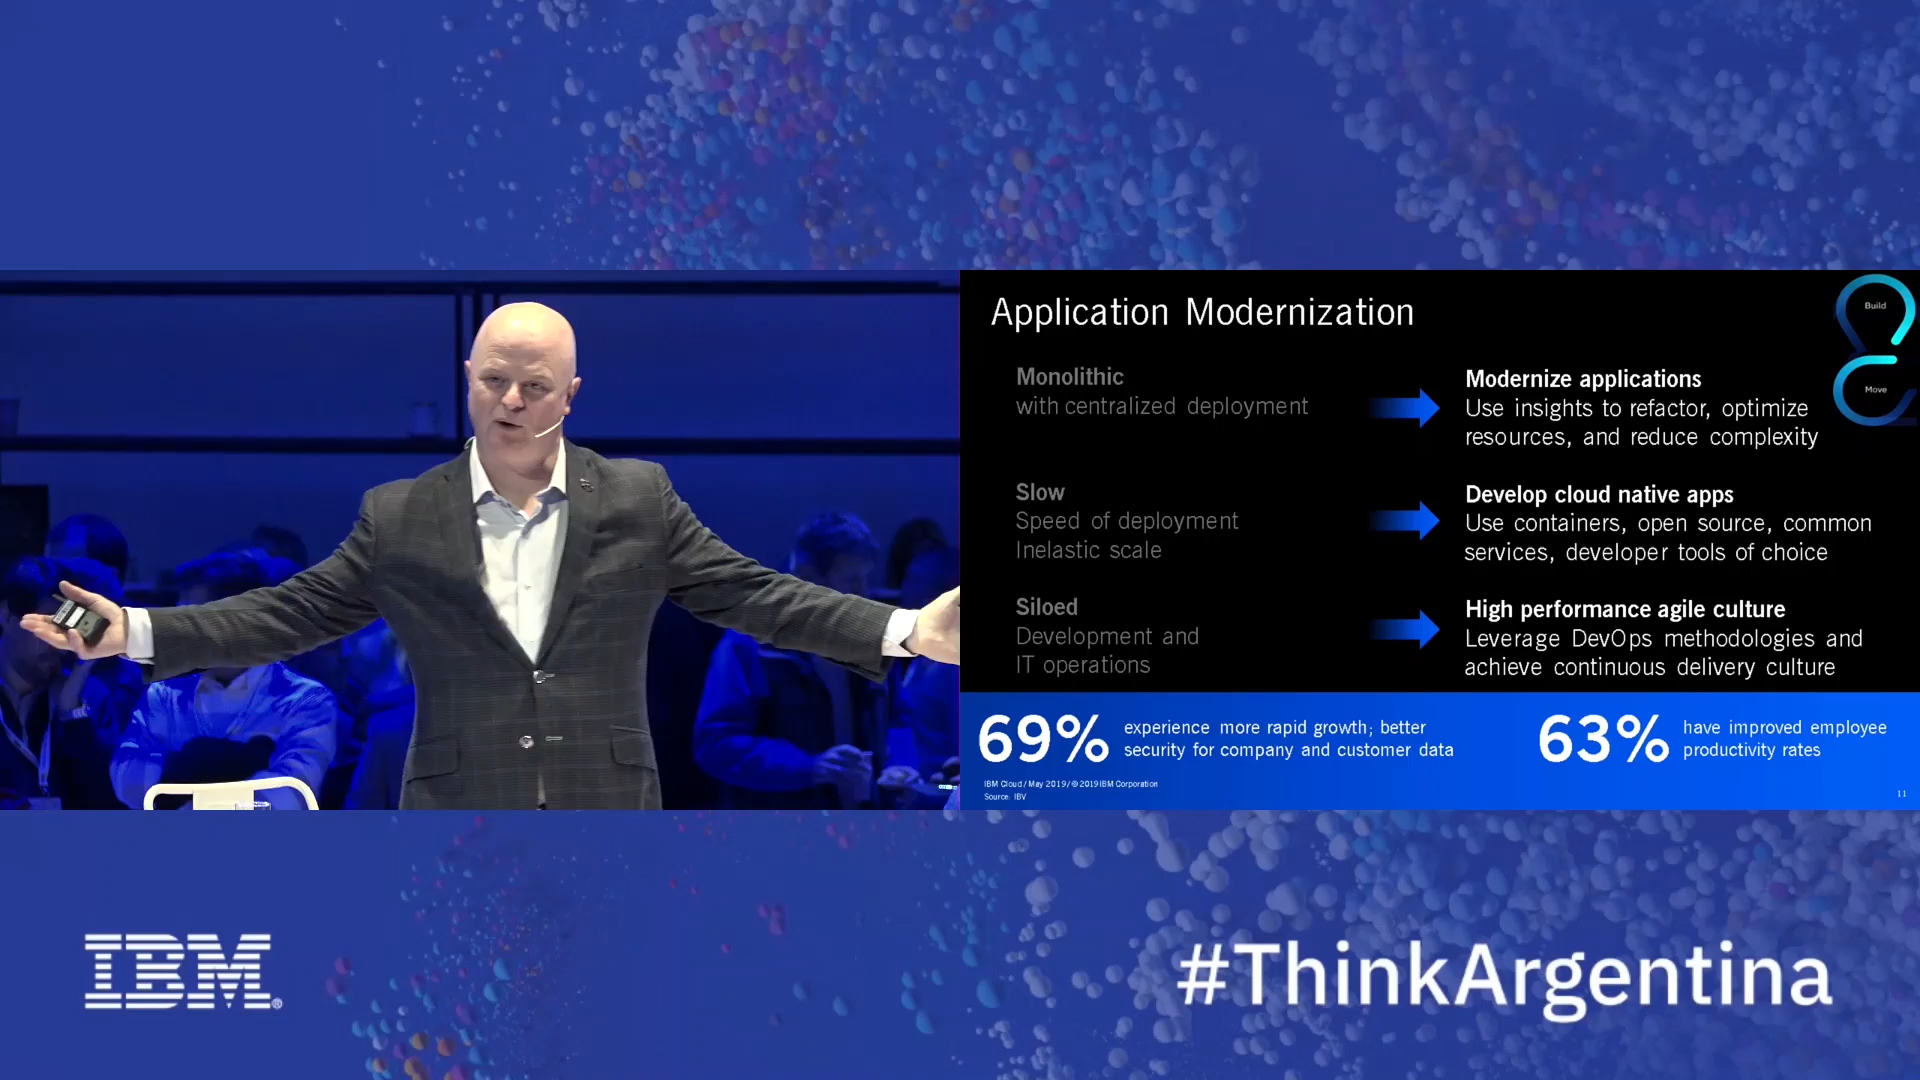 Application Modernization
Build
Move
Monolithic
with centralized deployment
Modernize applications
Use insights to refactor, optimize
resources, and reduce complexity
Slow
Speed of deployment
Inelastic scale
Develop cloud native apps
Use containers, open source, common
services, developer tools of choice
Siloed
Development and
IT operations
High performance agile culture
Leverage DevOps methodologies and
achieve continuous delivery culture
69%
experience more rapid growth; better
security for company and customer data
63%
have improved employee
productivity rates
IBM Cloud / May 2019 / © 2019 IBM Corporation
Source: IBV
11
IBM®
#ThinkArgentina